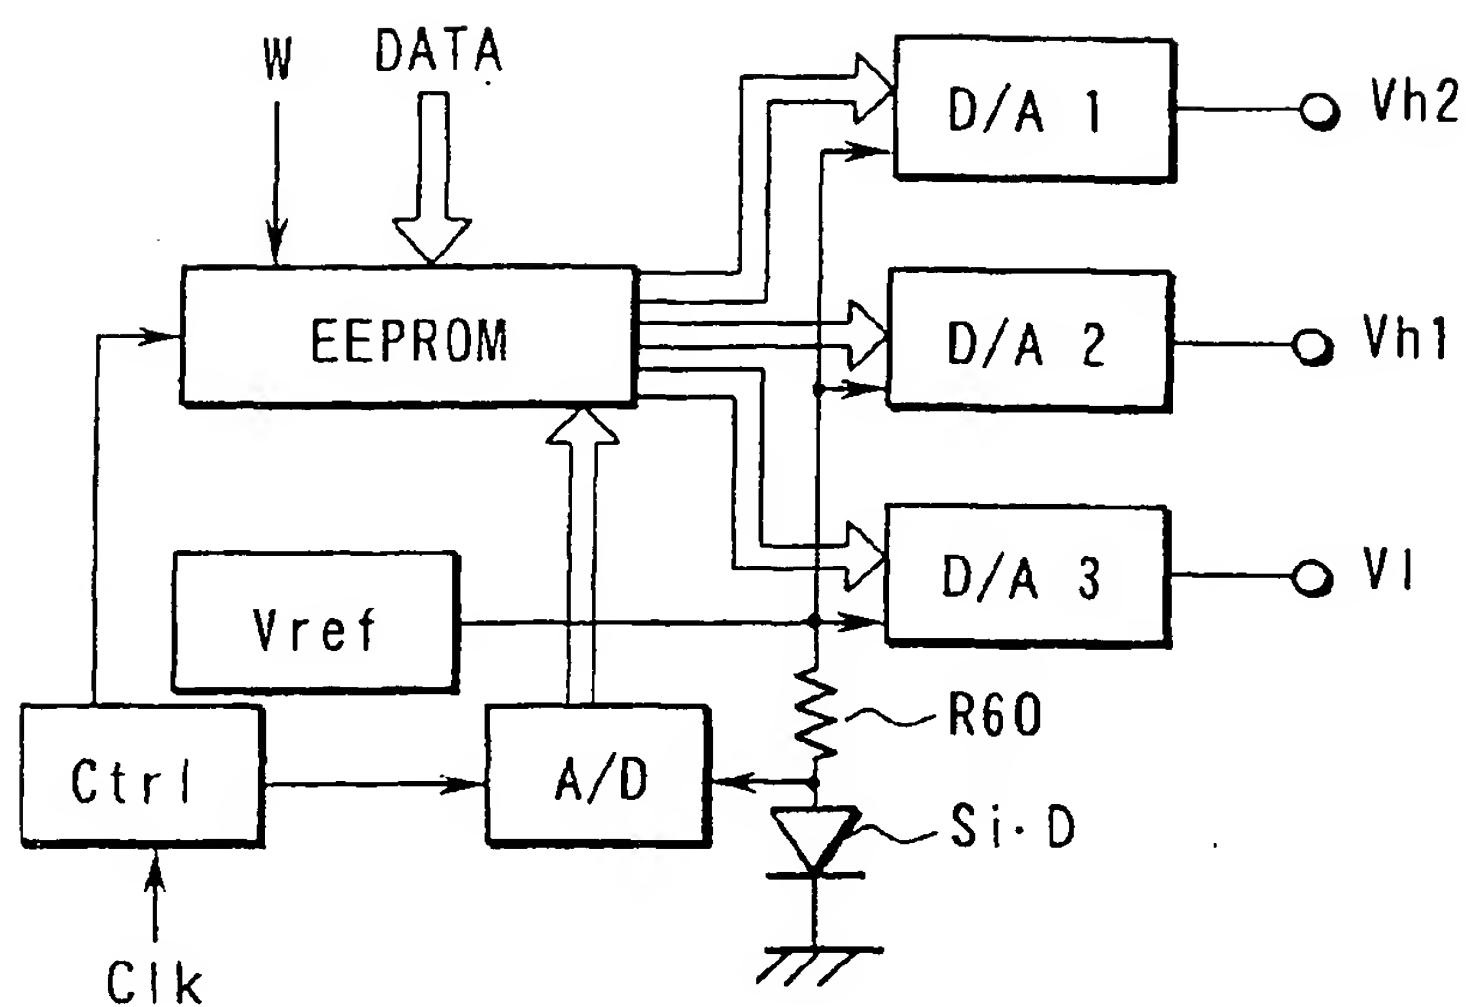 W
DATA
D/A 1
Vh2
EEPROM
D/A 2
Vh1
D/A 3
Vl
Vref
R60
Ctrl
A/D
Si·D
Clk